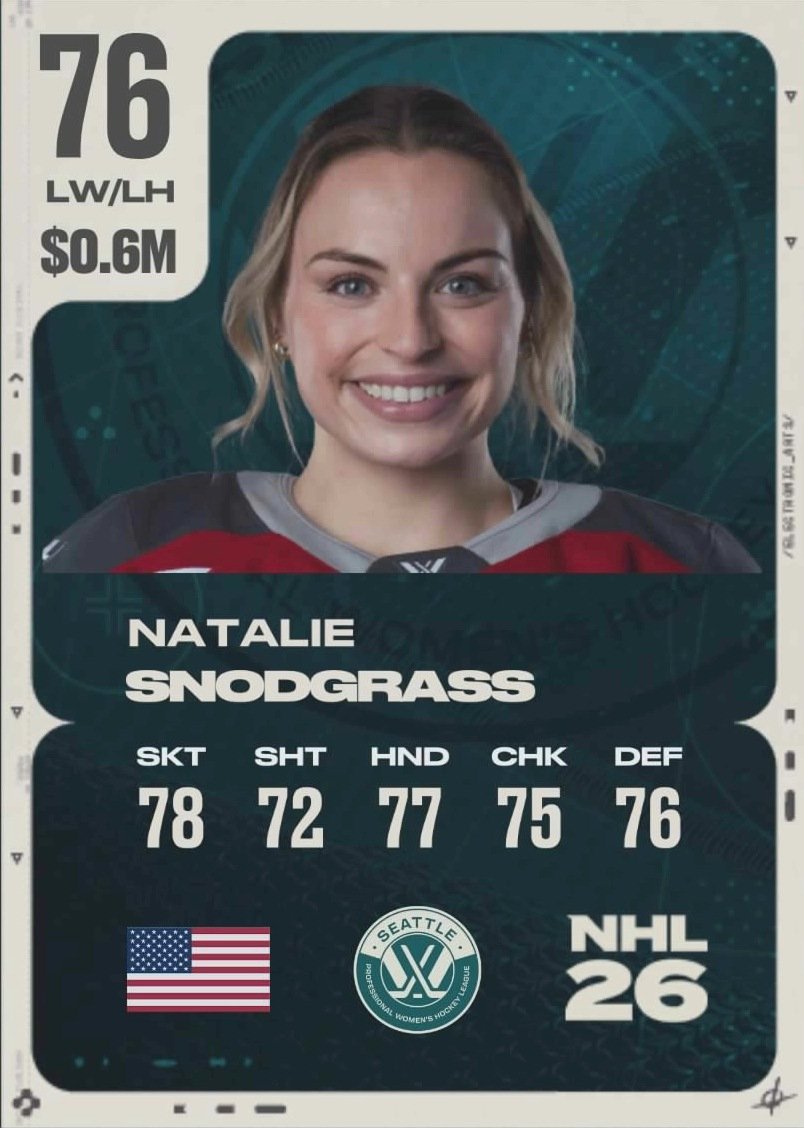 76
LW/LH
$0.6M
NATALIE
SNODGRASS
SKT SHT HND CHK DEF
78 72 77 75 76
SEATTLE
PROFESSIONAL WOMEN'S HOCKEY LEAGUE
NHL
26